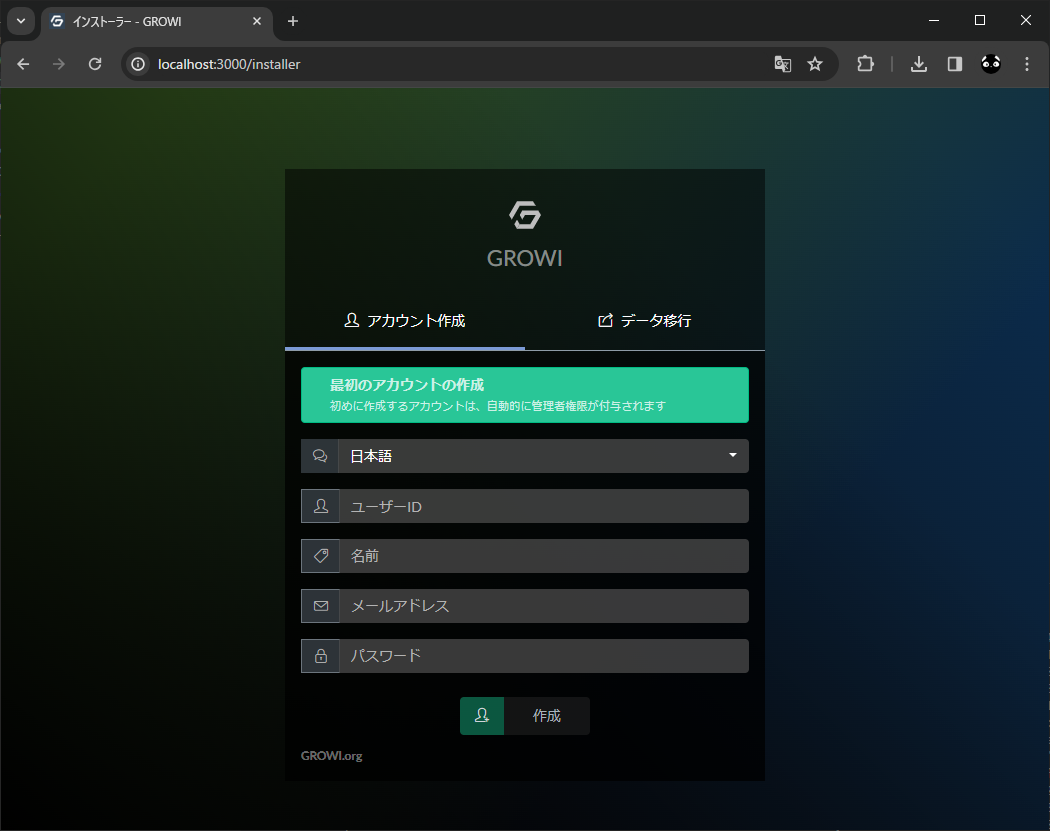 インストーラー - GROWI
localhost:3000/installer
GROWI
アカウント作成
データ移行
最初のアカウントの作成
初めに作成するアカウントは、自動的に管理者権限が付与されます
日本語
ユーザーID
名前
メールアドレス
パスワード
作成
GROWI.org